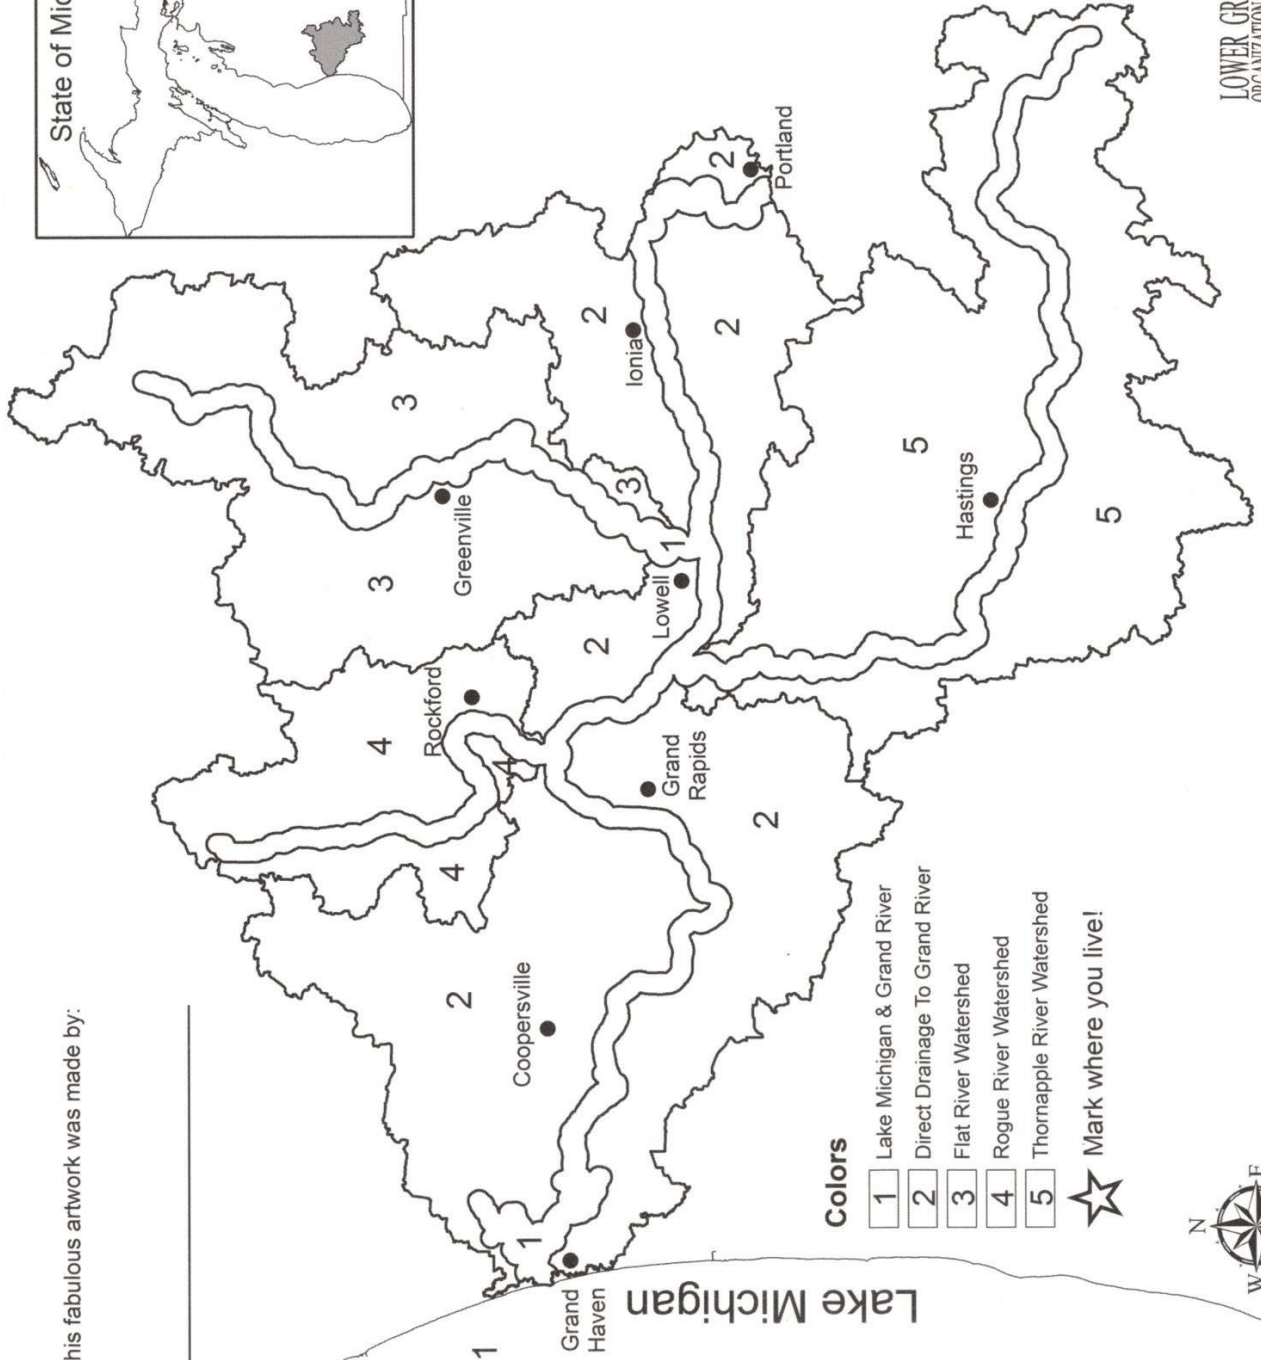 his fabulous artwork was made by:
State of Mic
3
3
Greenville
4
Rockford
4
4
2
Coopersville
2
2
Ionia
3
1
Lowell
2
Portland
2
Grand
Rapids
2
1
1
Grand
Haven
Lake Michigan
5
Hastings
5
Colors
1 Lake Michigan & Grand River
2 Direct Drainage To Grand River
3 Flat River Watershed
4 Rogue River Watershed
5 Thornapple River Watershed
Mark where you live!
N
W E
LOWER GR
ORGANIZATION